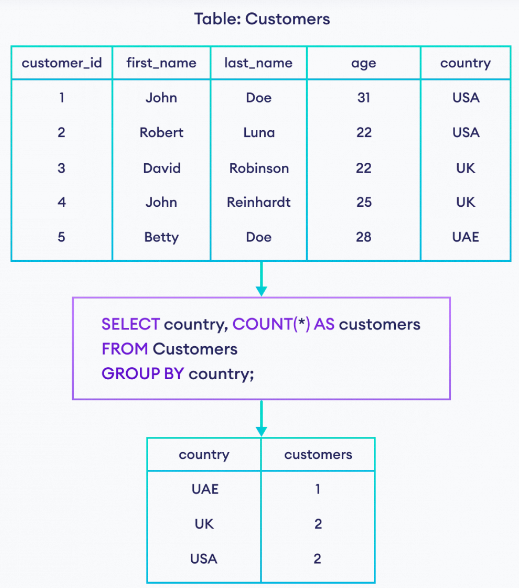 Table: Customers
customer_id first_name last_name age country
1 John Doe 31 USA
2 Robert Luna 22 USA
3 David Robinson 22 UK
4 John Reinhardt 25 UK
5 Betty Doe 28 UAE
SELECT country, COUNT(*) AS customers
FROM Customers
GROUP BY country;
country customers
UAE 1
UK 2
USA 2